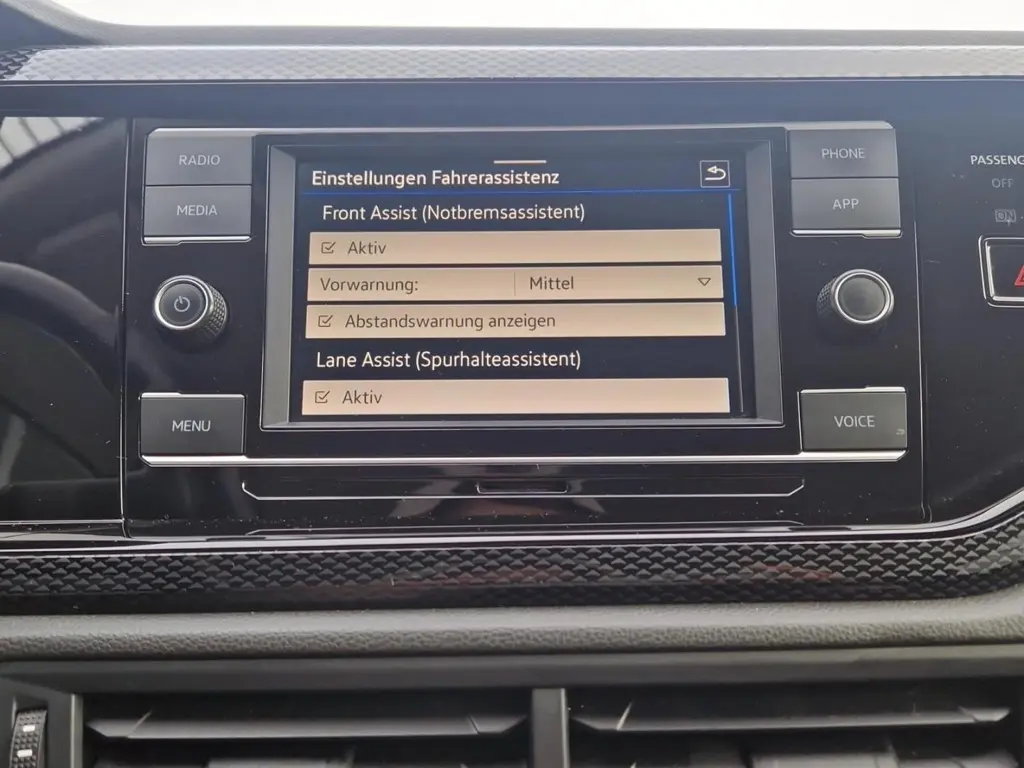 RADIO
MEDIA
MENU
Einstellungen Fahrerassistenz
Front Assist (Notbremsassistent)
Aktiv
Vorwarnung: Mittel
Abstandswarnung anzeigen
Lane Assist (Spurhalteassistent)
Aktiv
PHONE
APP
VOICE
PASSENG
OFF